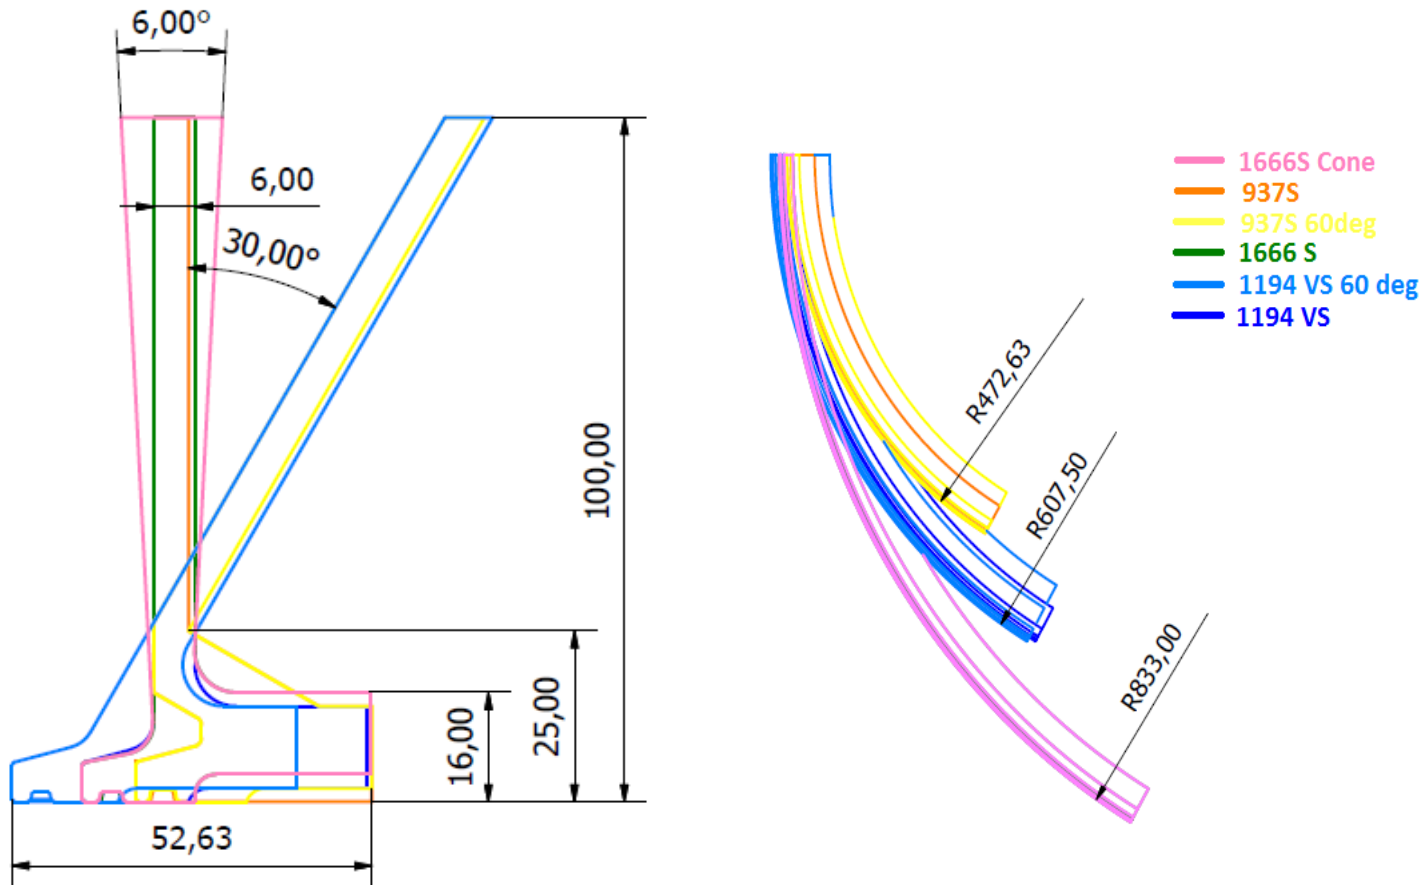 6,00°
6,00
30,00°
100,00
25,00
16,00
52,63
R472,63
R607,50
R833,00
1666S Cone
937S
937S 60deg
1666 S
1194 VS 60 deg
1194 VS